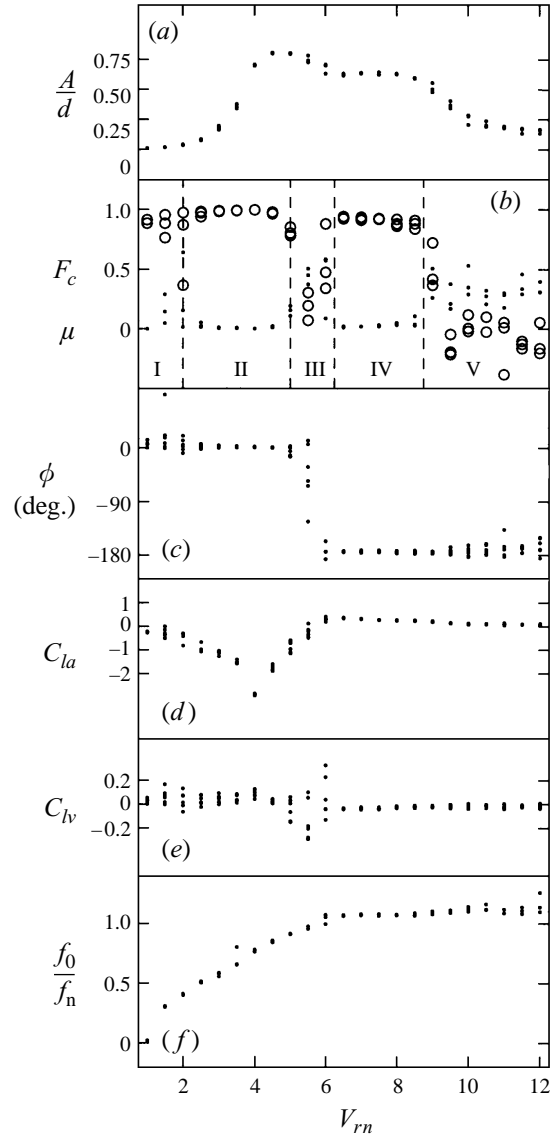 (a)
0.75
A/d
0.50
0.25
0
(b)
1.0
F_c
0.5
μ
0
I II III IV V
0
ϕ
(deg.)
−90
−180
(c)
1
0
C_la
−1
−2
(d)
0.2
C_lv
0
−0.2
(e)
1.0
f_0/f_n
0.5
0
(f)
2 4 6 8 10 12
V_rn